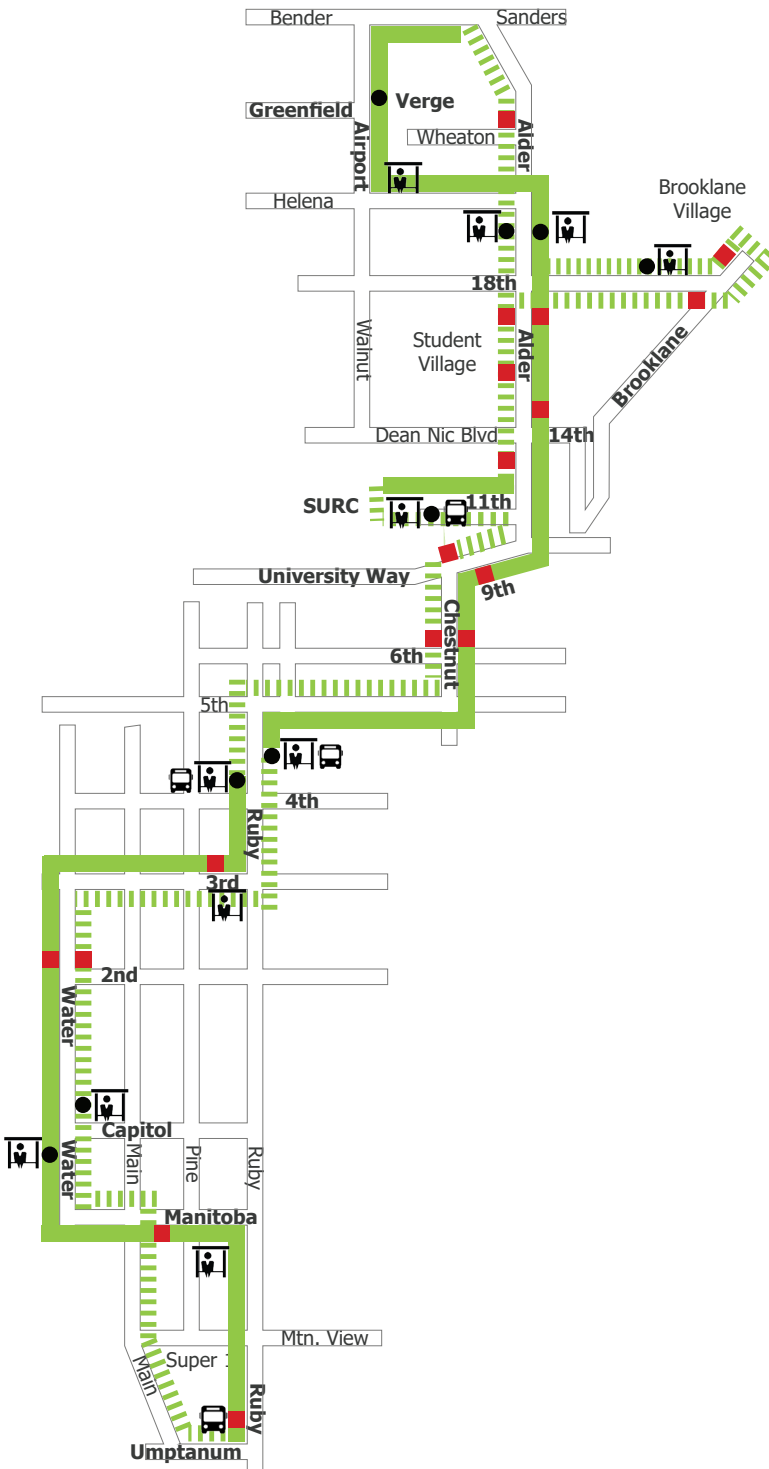 Bender
Sanders
Greenfield
Verge
Airport
Alder
Wheaton
Helena
Brooklane
Village
18th
Walnut
Student
Village
Alder
Brooklane
Dean Nic Blvd
14th
SURC
11th
University Way
9th
Chestnut
6th
5th
4th
Ruby
3rd
2nd
Water
Capitol
Water
Main
Pine
Ruby
Manitoba
Mtn. View
Super 1
Main
Ruby
Umptanum